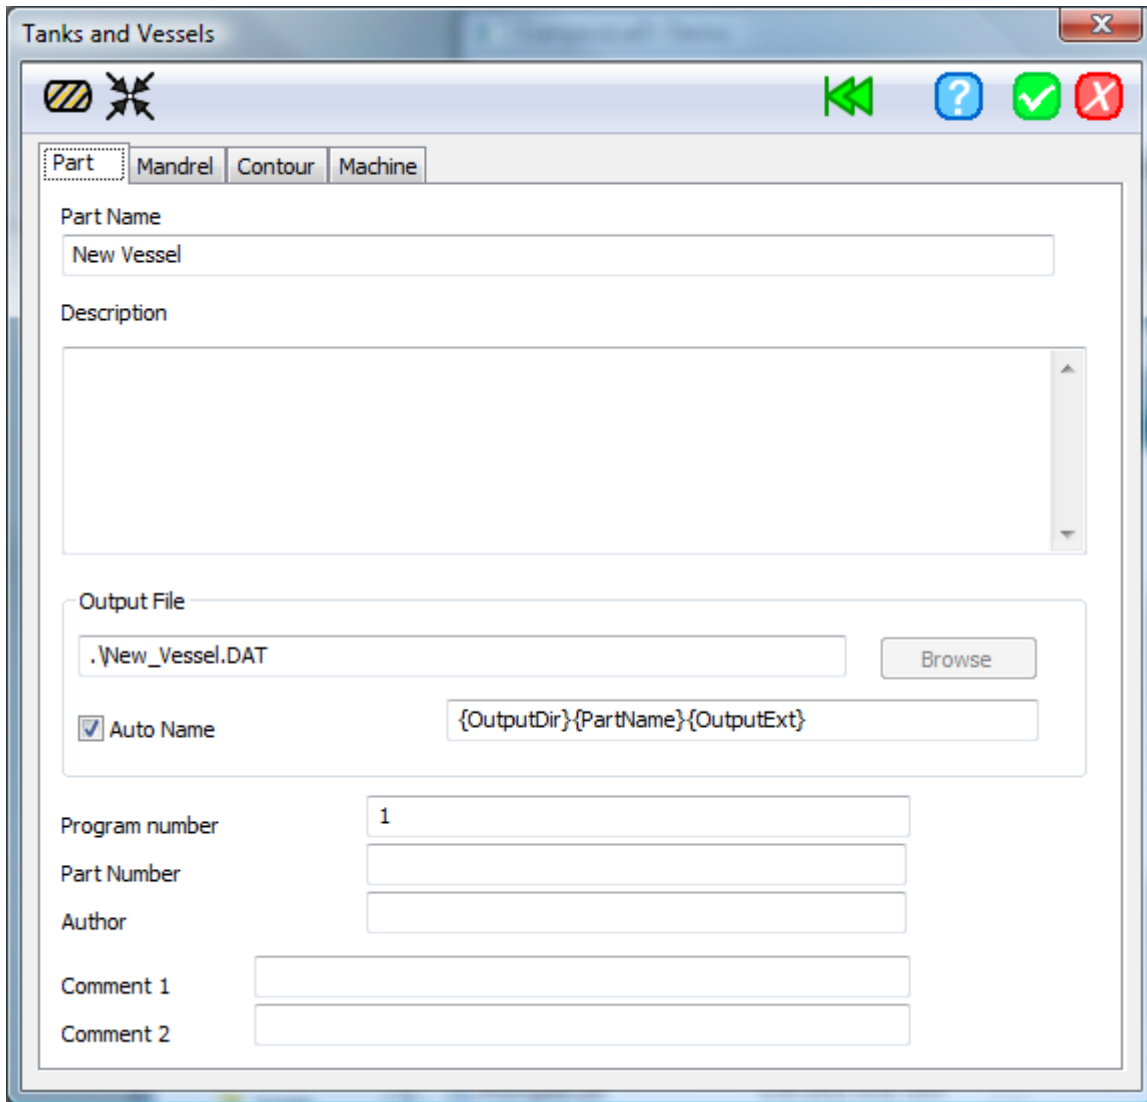 Tanks and Vessels
Part Mandrel Contour Machine
Part Name
New Vessel
Description
Output File
.\New_Vessel.DAT
Browse
Auto Name
{OutputDir}{PartName}{OutputExt}
Program number
1
Part Number
Author
Comment 1
Comment 2